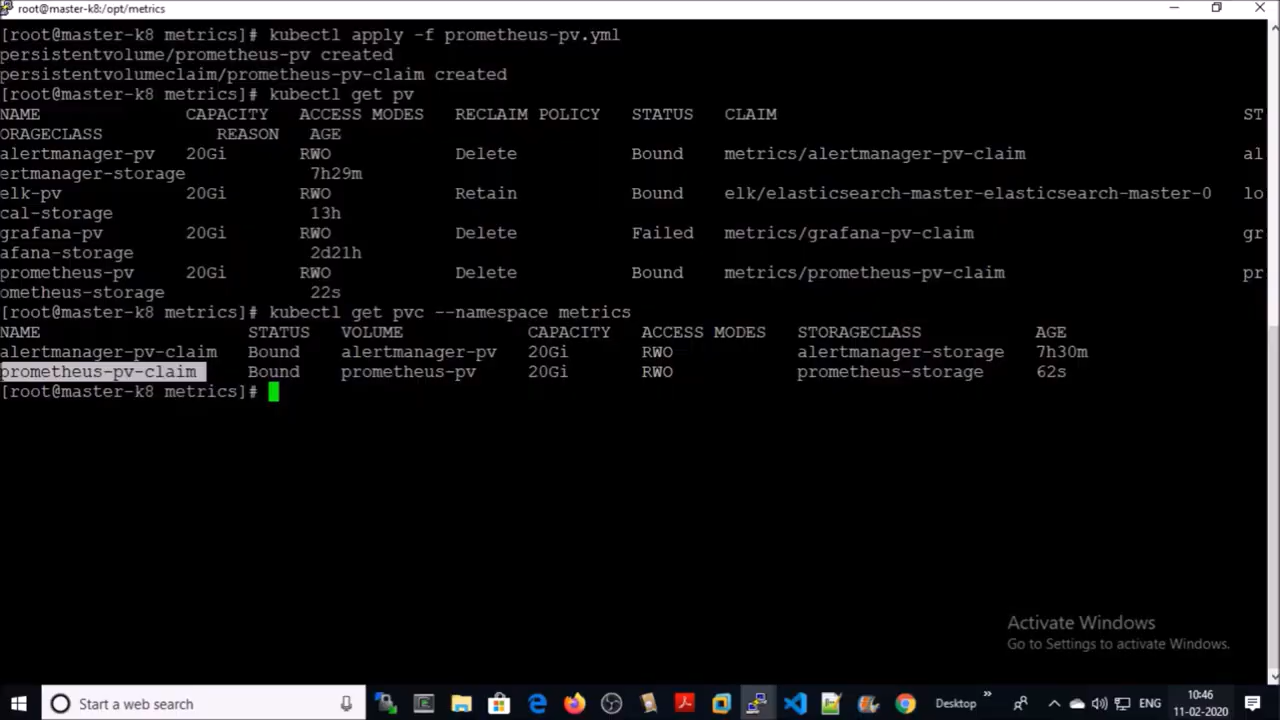 root@master-k8:/opt/metrics
[root@master-k8 metrics]# kubectl apply -f prometheus-pv.yml
persistentvolume/prometheus-pv created
persistentvolumeclaim/prometheus-pv-claim created
[root@master-k8 metrics]# kubectl get pv
NAME CAPACITY ACCESS MODES RECLAIM POLICY STATUS CLAIM ST
ORAGECLASS REASON AGE
alertmanager-pv 20Gi RWO Delete Bound metrics/alertmanager-pv-claim al
ertmanager-storage 7h29m
elk-pv 20Gi RWO Retain Bound elk/elasticsearch-master-elasticsearch-master-0 lo
cal-storage 13h
grafana-pv 20Gi RWO Delete Failed metrics/grafana-pv-claim gr
afana-storage 2d21h
prometheus-pv 20Gi RWO Delete Bound metrics/prometheus-pv-claim pr
ometheus-storage 22s
[root@master-k8 metrics]# kubectl get pvc --namespace metrics
NAME STATUS VOLUME CAPACITY ACCESS MODES STORAGECLASS AGE
alertmanager-pv-claim Bound alertmanager-pv 20Gi RWO alertmanager-storage 7h30m
prometheus-pv-claim Bound prometheus-pv 20Gi RWO prometheus-storage 62s
[root@master-k8 metrics]#
Activate Windows
Go to Settings to activate Windows.
Start a web search
Desktop
ENG
10:46
11-02-2020